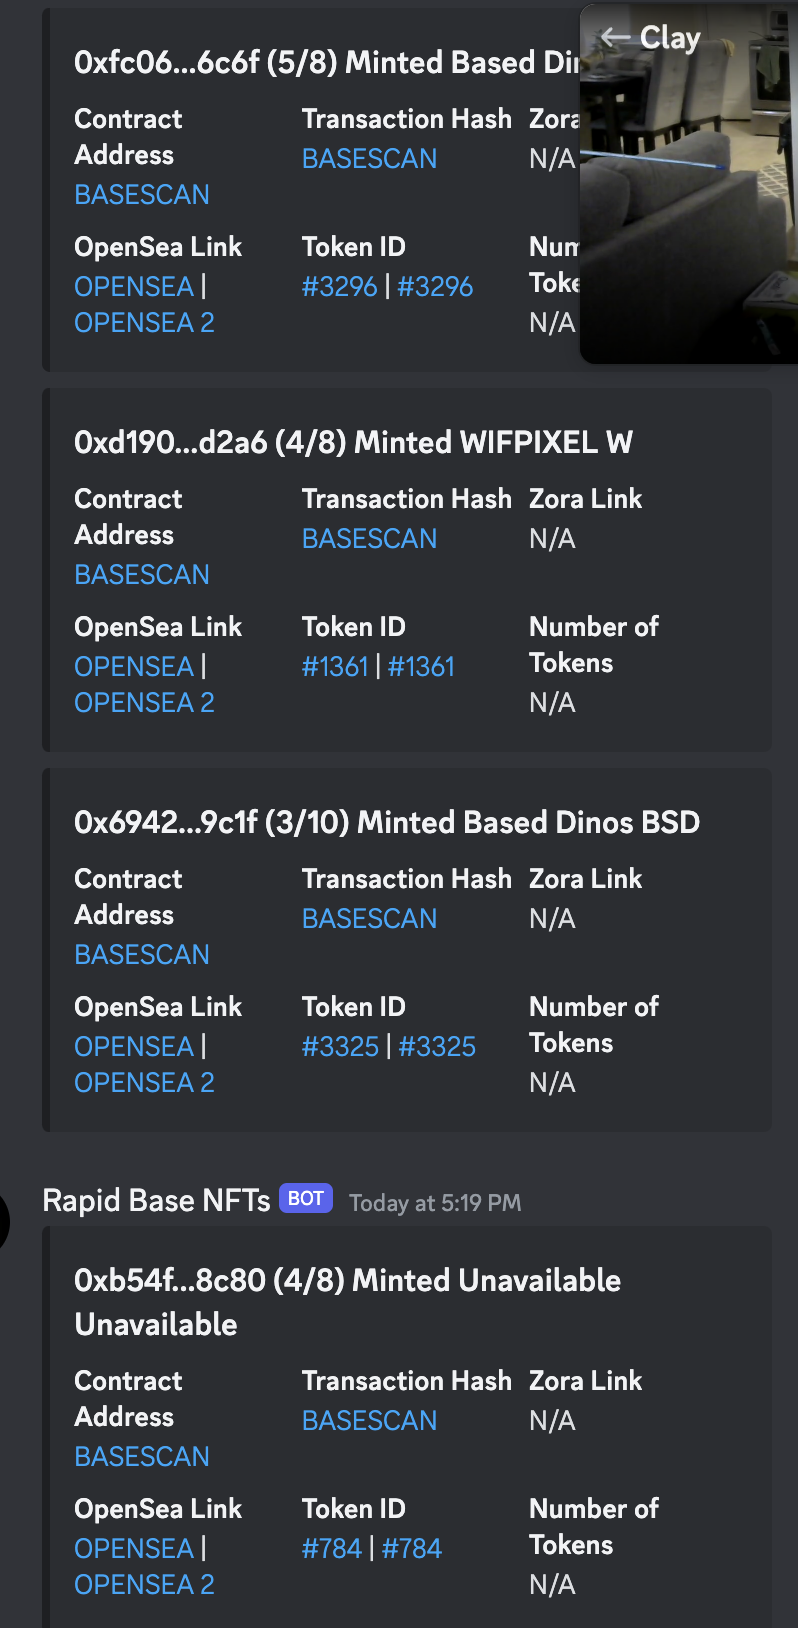 0xfc06...6c6f (5/8) Minted Based
← Clay
Contract Address
Transaction Hash
Zora
BASESCAN
BASESCAN
N/A
OpenSea Link
Token ID
OPENSEA |
OPENSEA 2
#3296 | #3296
N/A
0xd190...d2a6 (4/8) Minted WIFPIXEL W
Contract
Address
BASESCAN
Transaction Hash
BASESCAN
Zora Link
N/A
OpenSea Link
OPENSEA |
OPENSEA 2
Token ID
#1361 | #1361
Number of
Tokens
N/A
0x6942...9c1f (3/10) Minted Based Dinos BSD
Contract
Address
BASESCAN
Transaction Hash
BASESCAN
Zora Link
N/A
OpenSea Link
OPENSEA |
OPENSEA 2
Token ID
#3325 | #3325
Number of
Tokens
N/A
Rapid Base NFTs BOT Today at 5:19 PM
0xb54f...8c80 (4/8) Minted Unavailable
Unavailable
Contract
Address
BASESCAN
Transaction Hash
BASESCAN
Zora Link
N/A
OpenSea Link
OPENSEA |
OPENSEA 2
Token ID
#784 | #784
Number of
Tokens
N/A